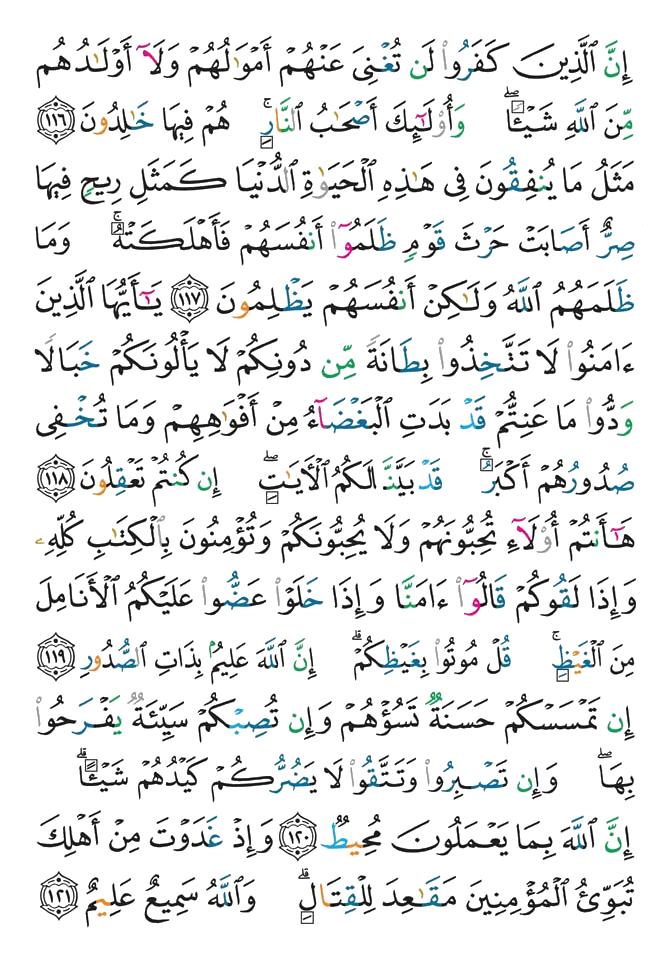 إِنَّ ٱلَّذِينَ كَفَرُوا۟ لَن تُغْنِىَ عَنْهُمْ أَمْوَٰلُهُمْ وَلَآ أَوْلَـٰدُهُم
مِّنَ ٱللَّهِ شَيْـًٔاۖ وَأُو۟لَـٰٓئِكَ أَصْحَـٰبُ ٱلنَّارِۚ هُمْ فِيهَا خَـٰلِدُونَ ١١٦
مَثَلُ مَا يُنفِقُونَ فِى هَـٰذِهِ ٱلْحَيَوٰةِ ٱلدُّنْيَا كَمَثَلِ رِيحٍ فِيهَا
صِرٌّ أَصَابَتْ حَرْثَ قَوْمٍ ظَلَمُوٓا۟ أَنفُسَهُمْ فَأَهْلَكَتْهُۚ وَمَا
ظَلَمَهُمُ ٱللَّهُ وَلَـٰكِنْ أَنفُسَهُمْ يَظْلِمُونَ ١١٧ يَـٰٓأَيُّهَا ٱلَّذِينَ
ءَامَنُوا۟ لَا تَتَّخِذُوا۟ بِطَانَةً مِّن دُونِكُمْ لَا يَأْلُونَكُمْ خَبَالًا
وَدُّوا۟ مَا عَنِتُّمْ قَدْ بَدَتِ ٱلْبَغْضَآءُ مِنْ أَفْوَٰهِهِمْ وَمَا تُخْفِى
صُدُورُهُمْ أَكْبَرُۚ قَدْ بَيَّنَّا لَكُمُ ٱلْـَٔايَـٰتِۖ إِن كُنتُمْ تَعْقِلُونَ ١١٨
هَـٰٓأَنتُمْ أُو۟لَآءِ تُحِبُّونَهُمْ وَلَا يُحِبُّونَكُمْ وَتُؤْمِنُونَ بِٱلْكِتَـٰبِ كُلِّهِۦ
وَإِذَا لَقُوكُمْ قَالُوٓا۟ ءَامَنَّا وَإِذَا خَلَوْا۟ عَضُّوا۟ عَلَيْكُمُ ٱلْأَنَامِلَ
مِنَ ٱلْغَيْظِۚ قُلْ مُوتُوا۟ بِغَيْظِكُمْۗ إِنَّ ٱللَّهَ عَلِيمٌۢ بِذَاتِ ٱلصُّدُورِ ١١٩
إِن تَمْسَسْكُمْ حَسَنَةٌ تَسُؤْهُمْ وَإِن تُصِبْكُمْ سَيِّئَةٌ يَفْرَحُوا۟
بِهَاۖ وَإِن تَصْبِرُوا۟ وَتَتَّقُوا۟ لَا يَضُرُّكُمْ كَيْدُهُمْ شَيْـًٔاۗ
إِنَّ ٱللَّهَ بِمَا يَعْمَلُونَ مُحِيطٌ ١٢٠ وَإِذْ غَدَوْتَ مِنْ أَهْلِكَ
تُبَوِّئُ ٱلْمُؤْمِنِينَ مَقَـٰعِدَ لِلْقِتَالِۗ وَٱللَّهُ سَمِيعٌ عَلِيمٌ ١٢١